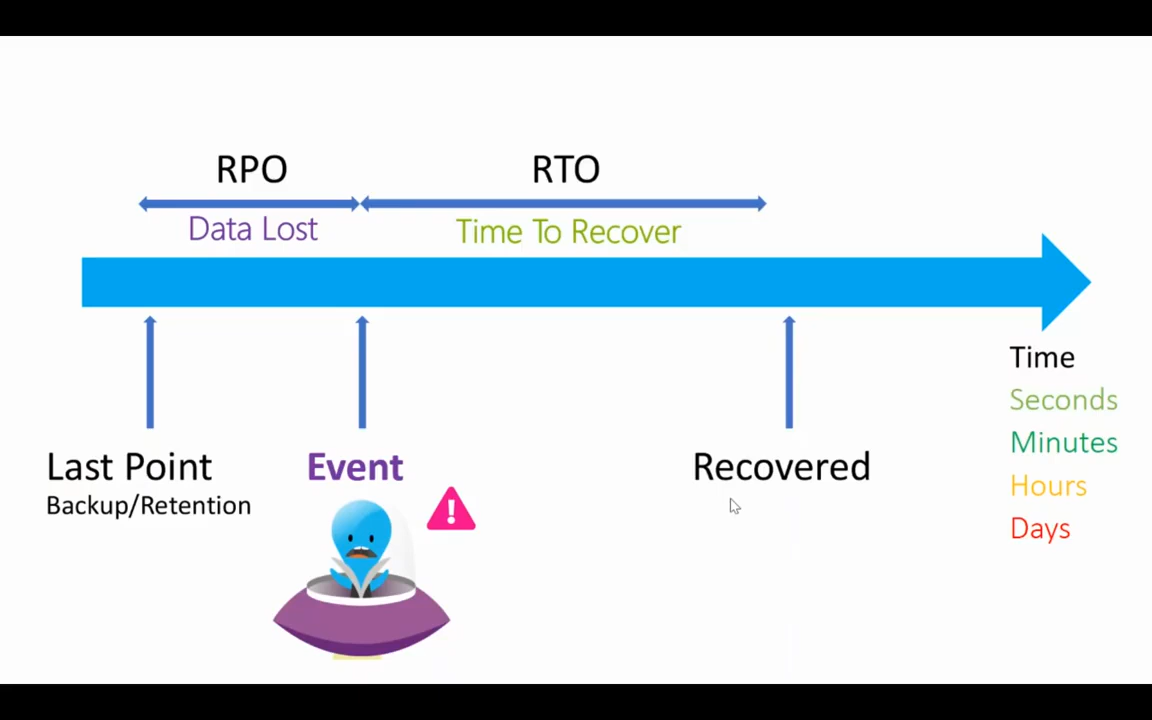 RPO
RTO
Data Lost
Time To Recover
Time
Seconds
Minutes
Hours
Days
Last Point
Backup/Retention
Event
!
Recovered